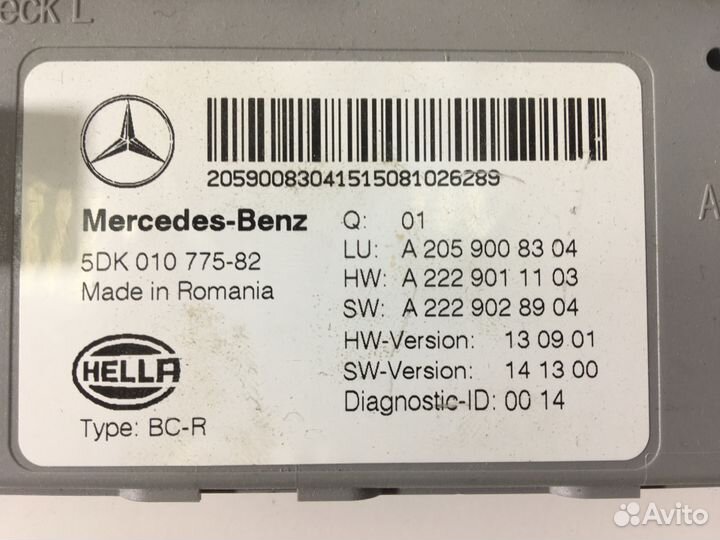 eck L
A
20590083041515081026289
Mercedes-Benz
5DK 010 775-82
Made in Romania
Q: 01
LU: A 205 900 83 04
HW: A 222 901 11 03
SW: A 222 902 89 04
HW-Version: 13 09 01
SW-Version: 14 13 00
Diagnostic-ID: 00 14
HELLA
Type: BC-R
Avito